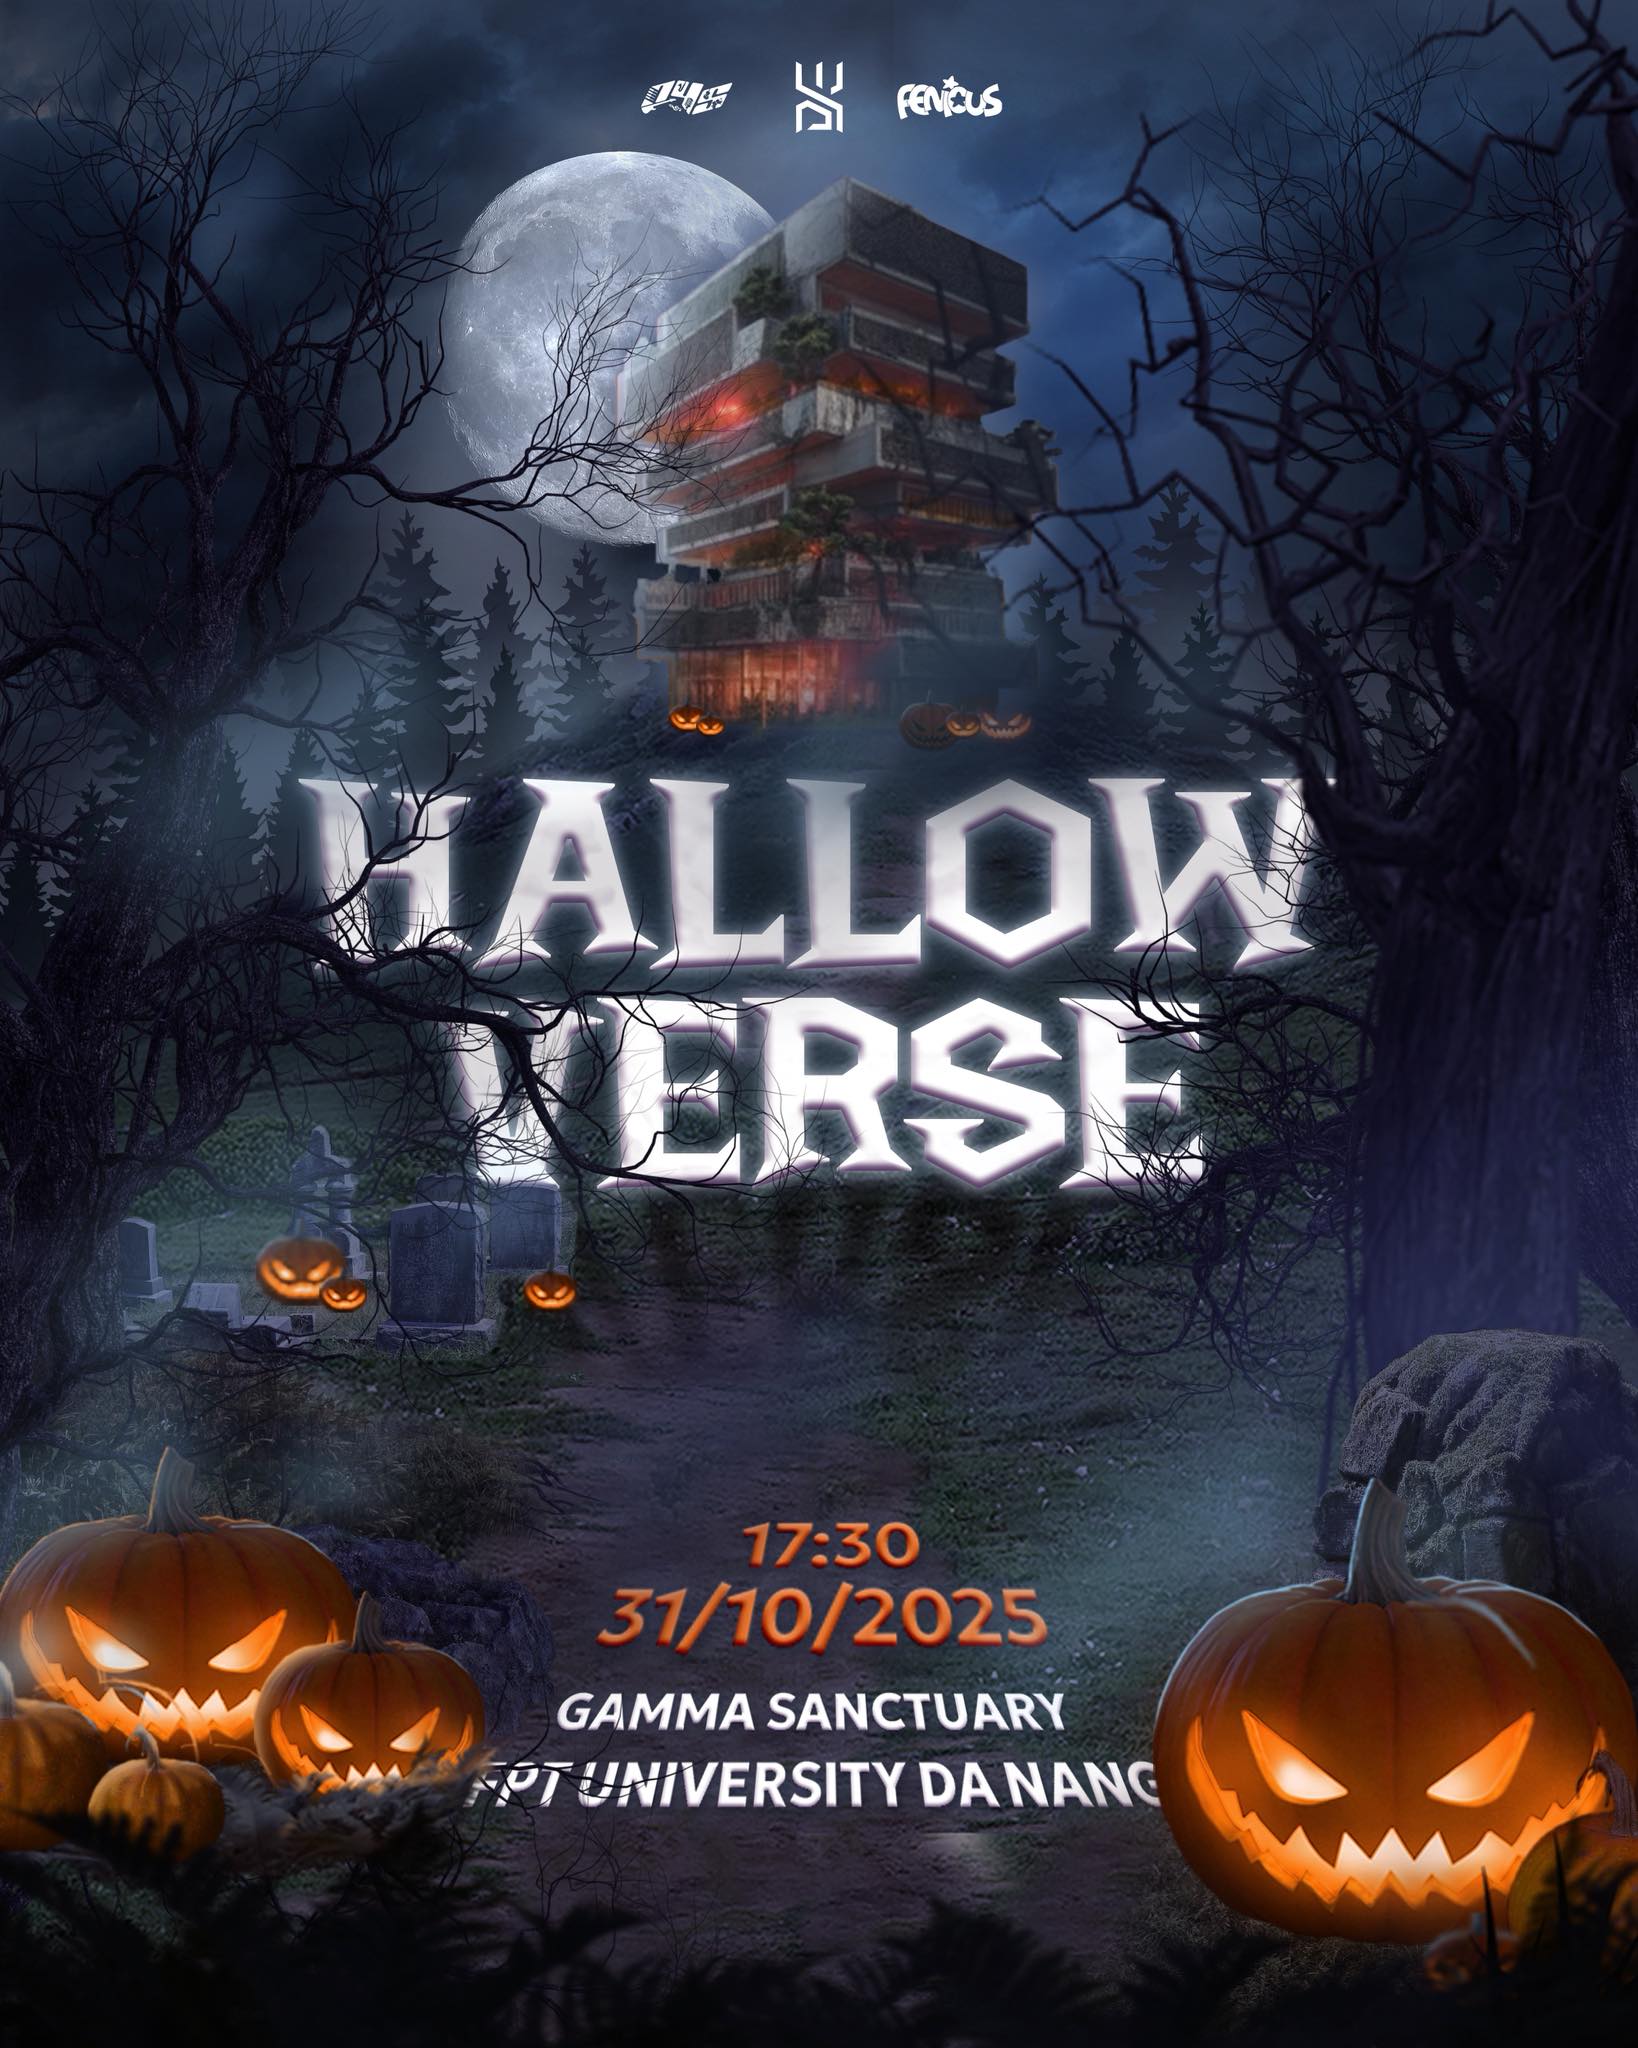 FENICUS
HALLOW
VERSE
17:30
31/10/2025
GAMMA SANCTUARY
FPT UNIVERSITY DA NANG